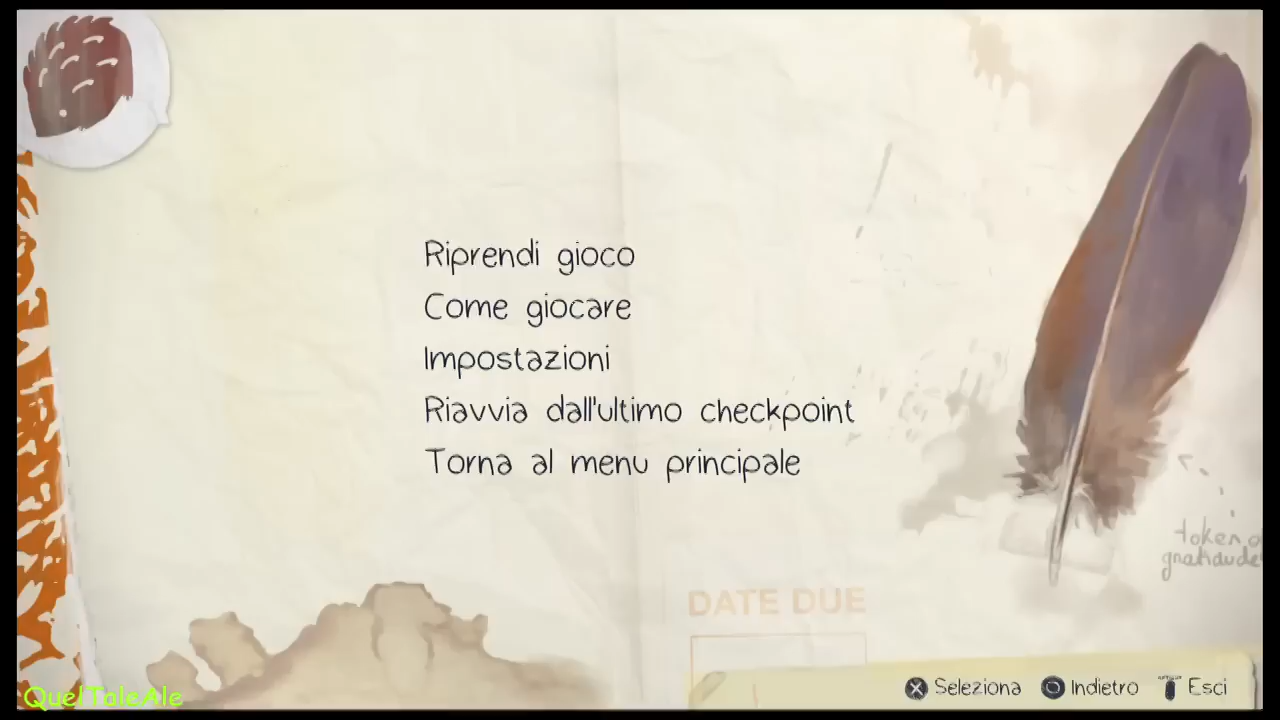 Riprendi gioco
Come giocare
Impostazioni
Riavvia dall'ultimo checkpoint
Torna al menu principale
token o
DATE DUE
Seleziona Indietro Esci
QuelTaleAle